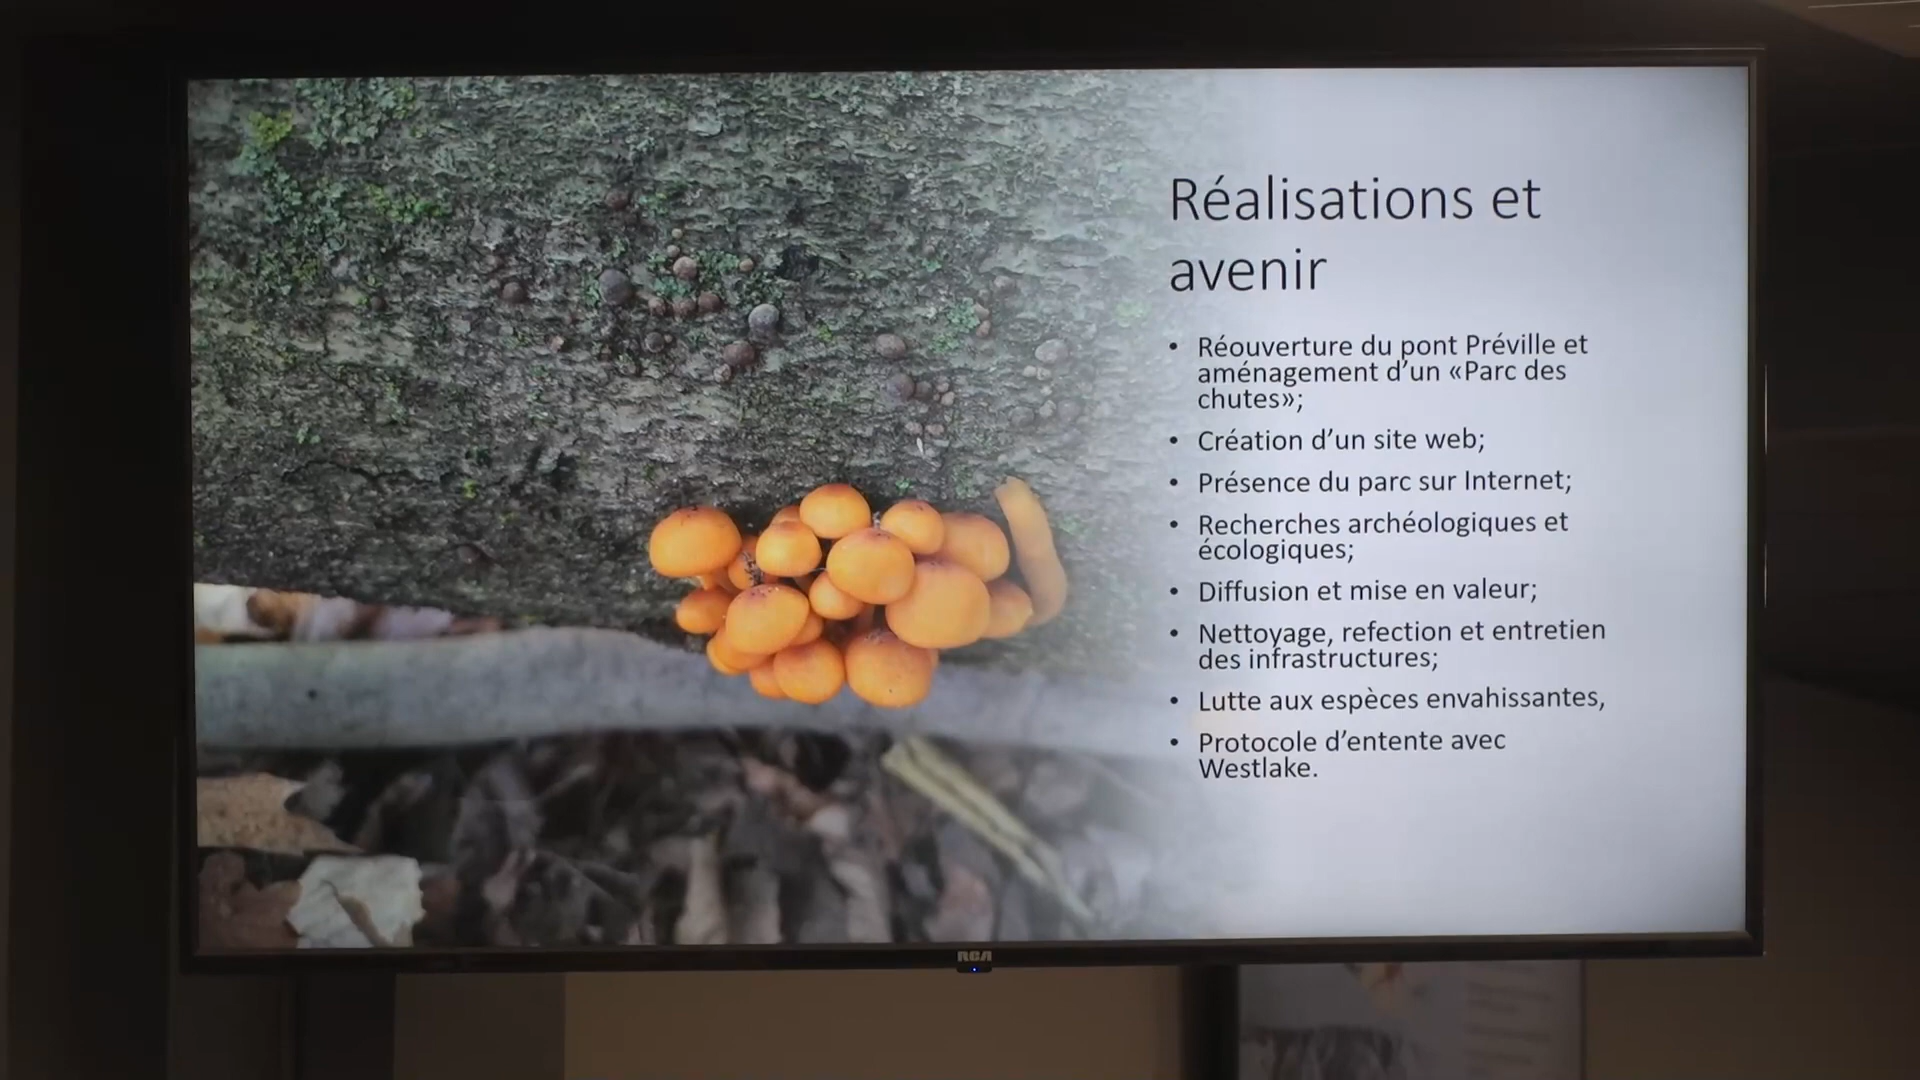 Réalisations et
avenir
• Réouverture du pont Préville et
aménagement d'un «Parc des
chutes»;
• Création d'un site web;
• Présence du parc sur Internet;
• Recherches archéologiques et
écologiques;
• Diffusion et mise en valeur;
• Nettoyage, refection et entretien
des infrastructures;
• Lutte aux espèces envahissantes,
• Protocole d'entente avec
Westlake.
RCA